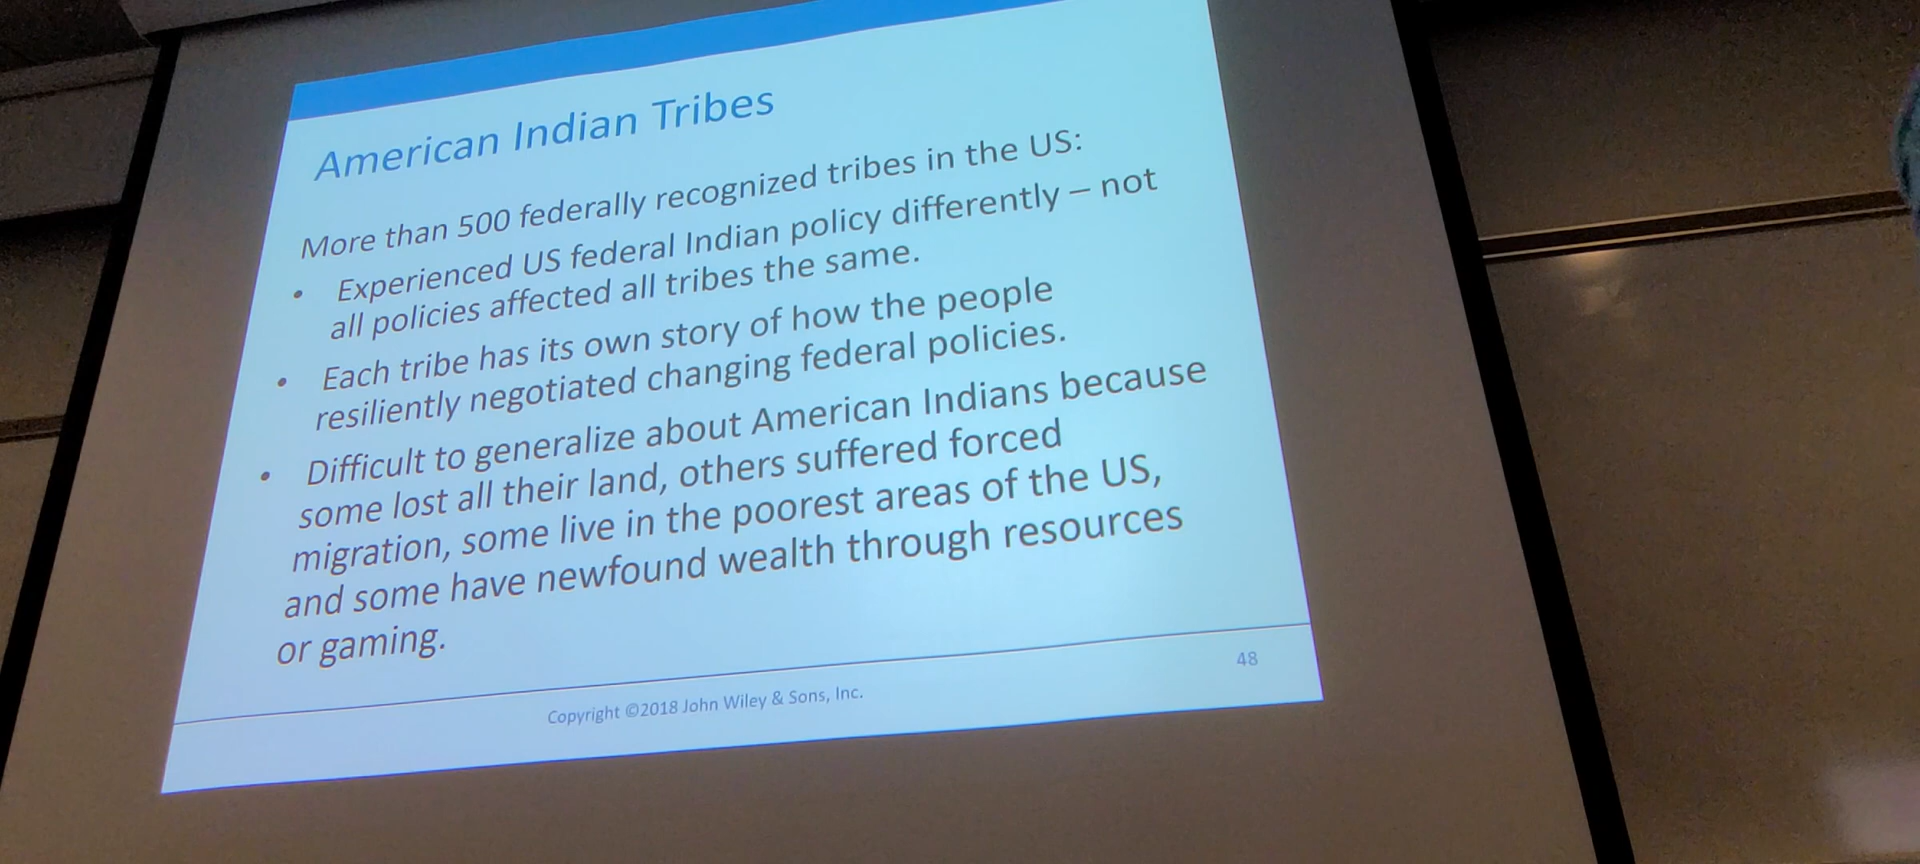 American Indian Tribes
More than 500 federally recognized tribes in the US:
• Experienced US federal Indian policy differently – not
all policies affected all tribes the same.
• Each tribe has its own story of how the people
resiliently negotiated changing federal policies.
• Difficult to generalize about American Indians because
some lost all their land, others suffered forced
migration, some live in the poorest areas of the US,
and some have newfound wealth through resources
or gaming.
Copyright ©2018 John Wiley & Sons, Inc.
48